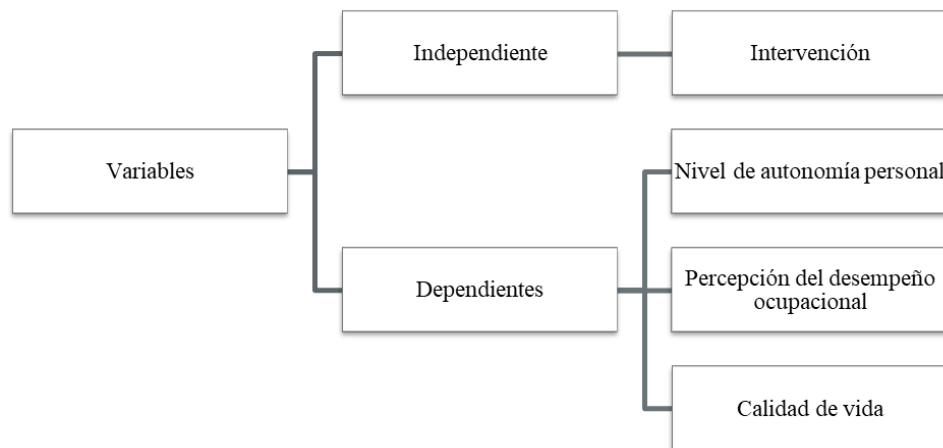 Variables
Independiente
Intervención
Dependientes
Nivel de autonomía personal
Percepción del desempeño
ocupacional
Calidad de vida